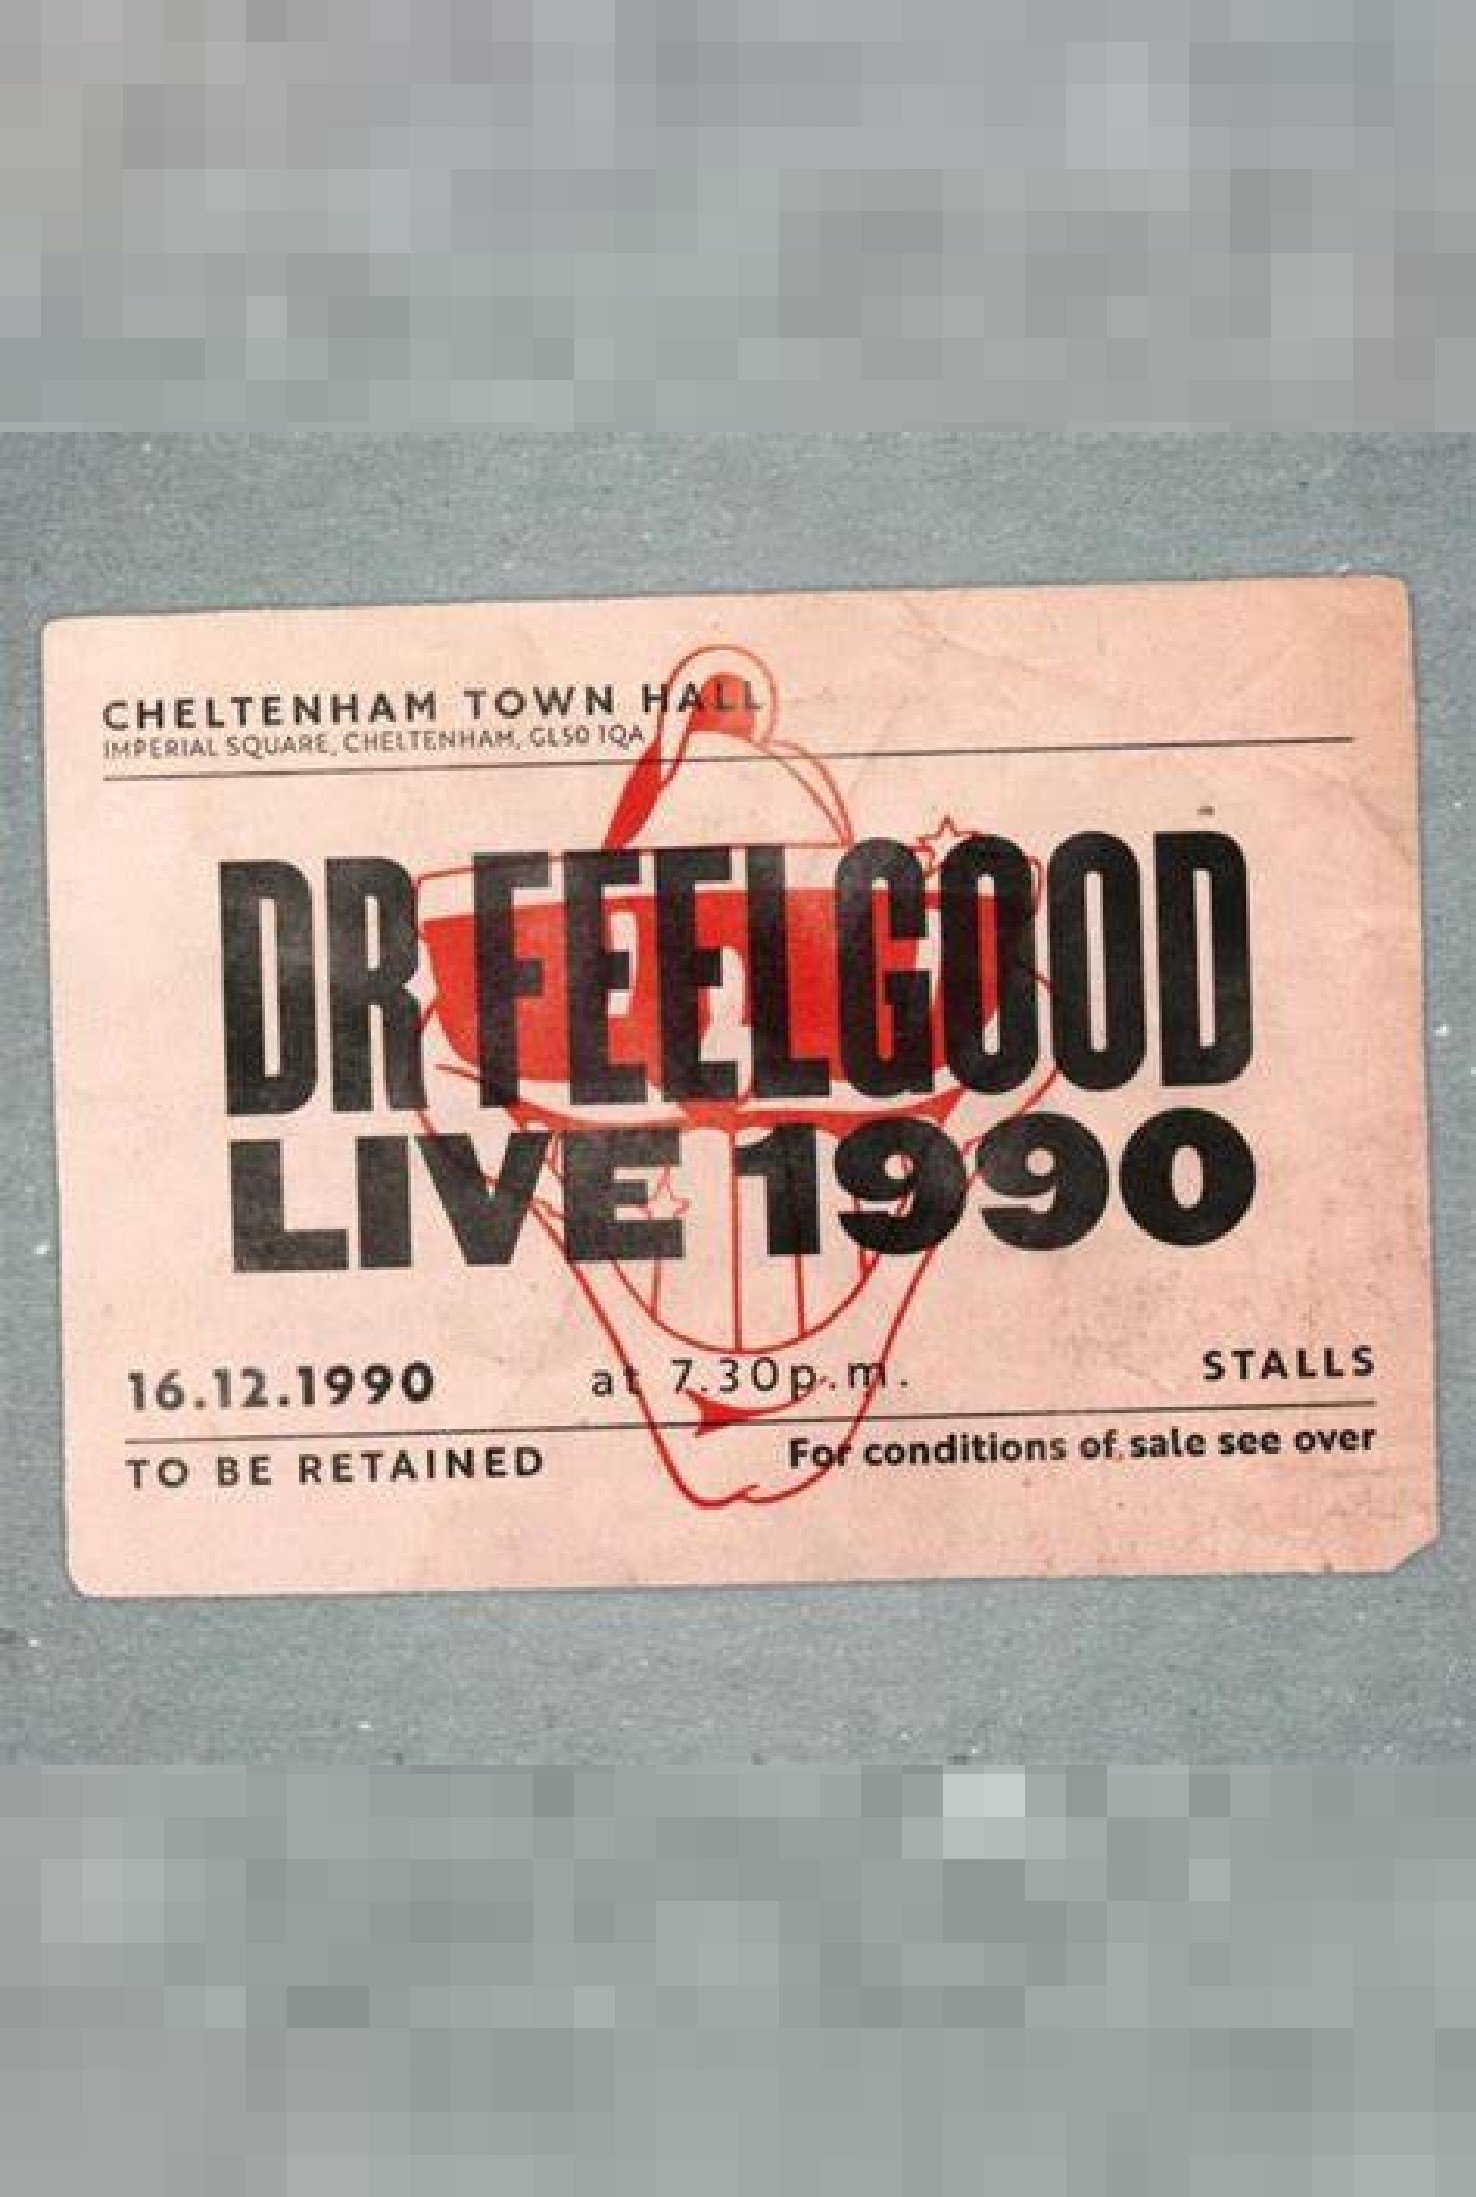 CHELTENHAM TOWN HALL
IMPERIAL SQUARE, CHELTENHAM, GL50 1QA
DR FEELGOOD
LIVE 1990
16.12.1990 at 7.30p.m. STALLS
TO BE RETAINED For conditions of sale see over